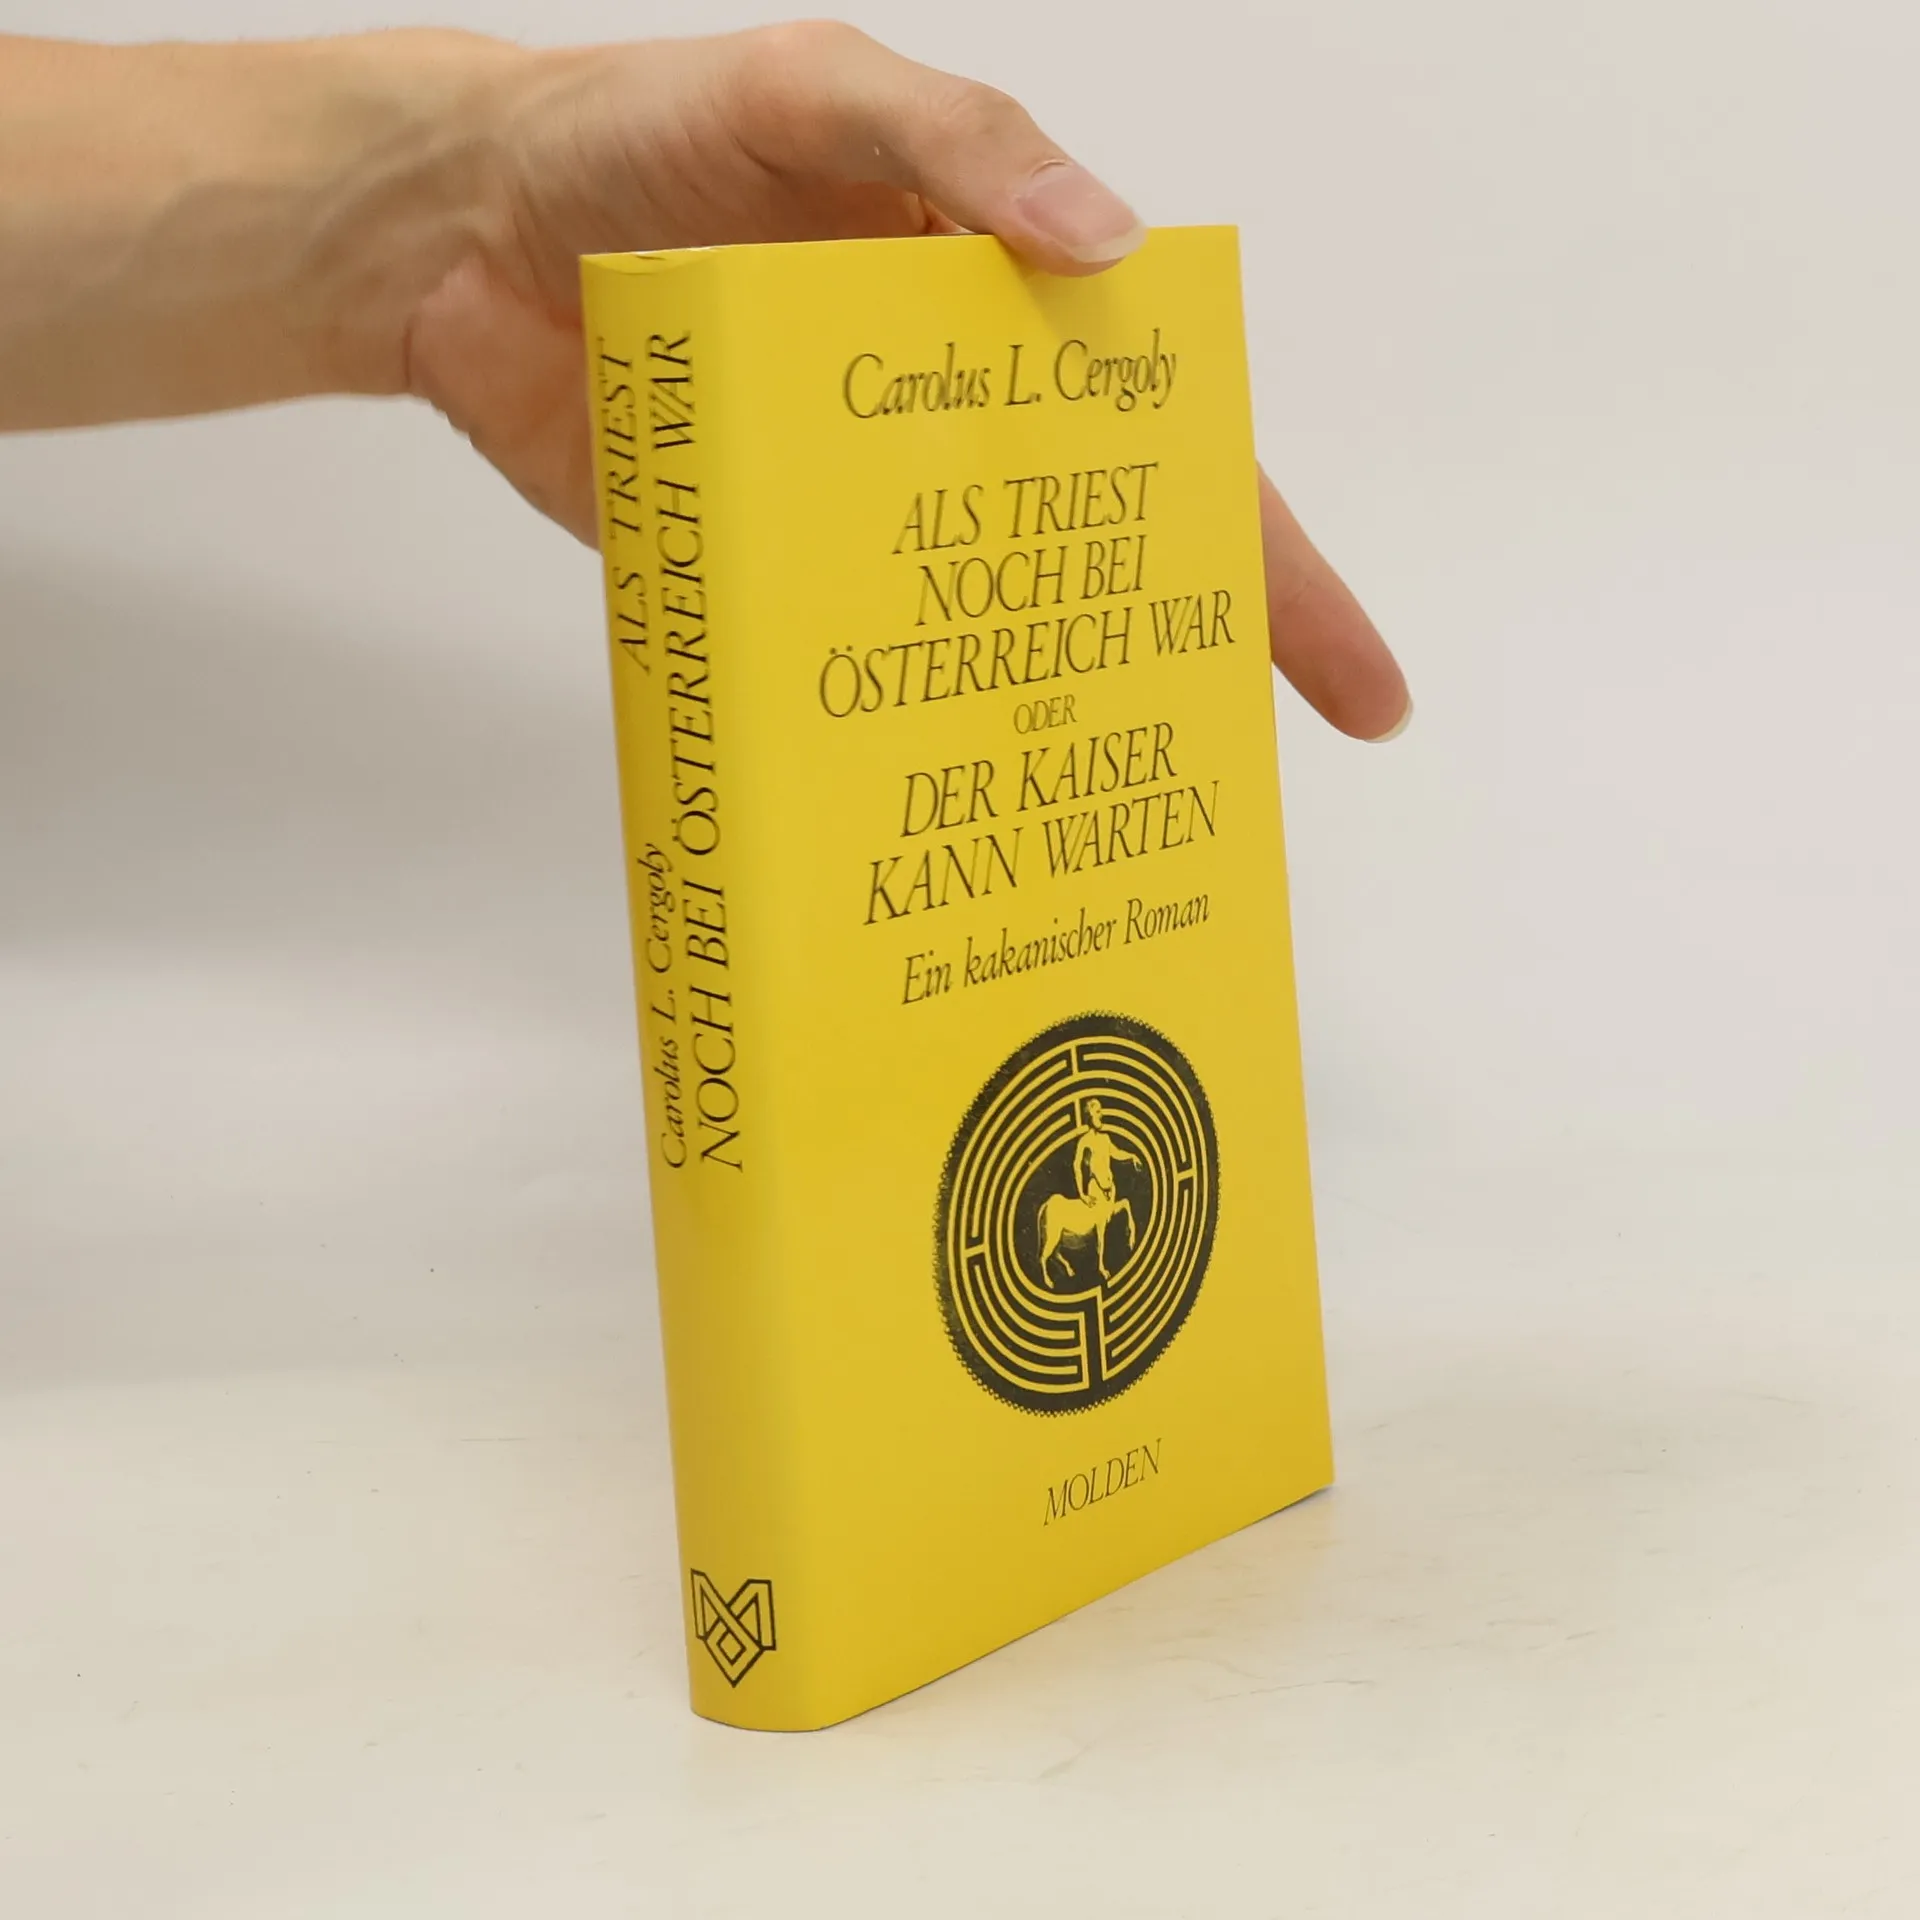 Carolus L. Cergoly
ALS TRIEST
NOCH BEI
ÖSTERREICH WAR
ODER
DER KAISER
KANN WARTEN
Ein kakanischer Roman
MOLDEN
Carolus L. Cergoly ALS TRIEST
NOCH BEI ÖSTERREICH WAR